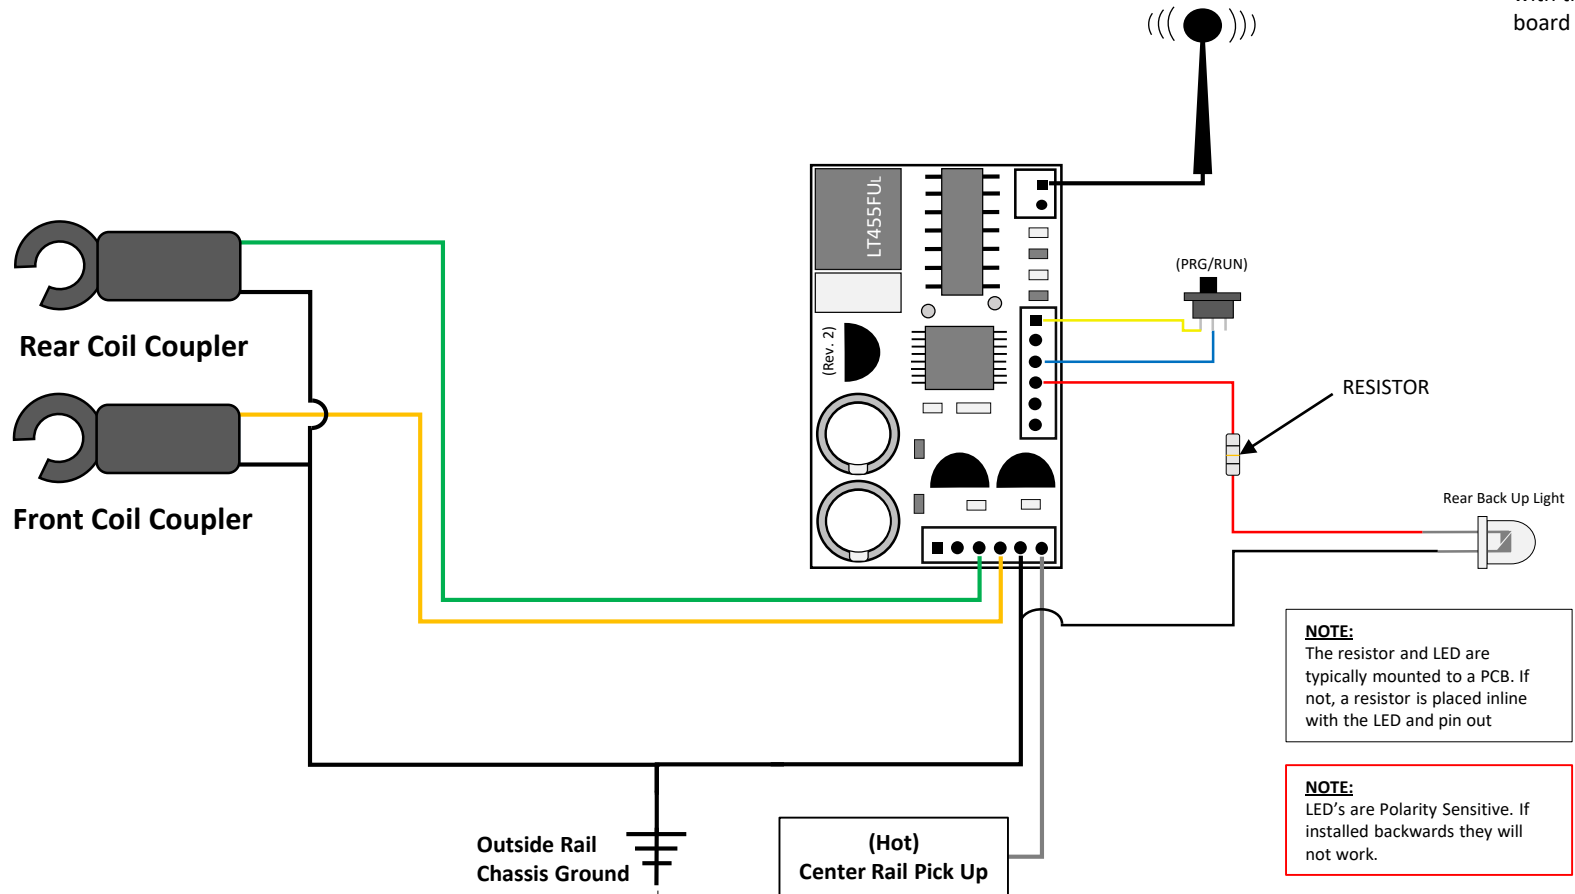 board
LT455FUL
(PRG/RUN)
(Rev. 2)
Rear Coil Coupler
RESISTOR
Front Coil Coupler
Rear Back Up Light
NOTE:
The resistor and LED are
typically mounted to a PCB. If
not, a resistor is placed inline
with the LED and pin out
NOTE:
LED's are Polarity Sensitive. If
installed backwards they will
not work.
Outside Rail
Chassis Ground
(Hot)
Center Rail Pick Up